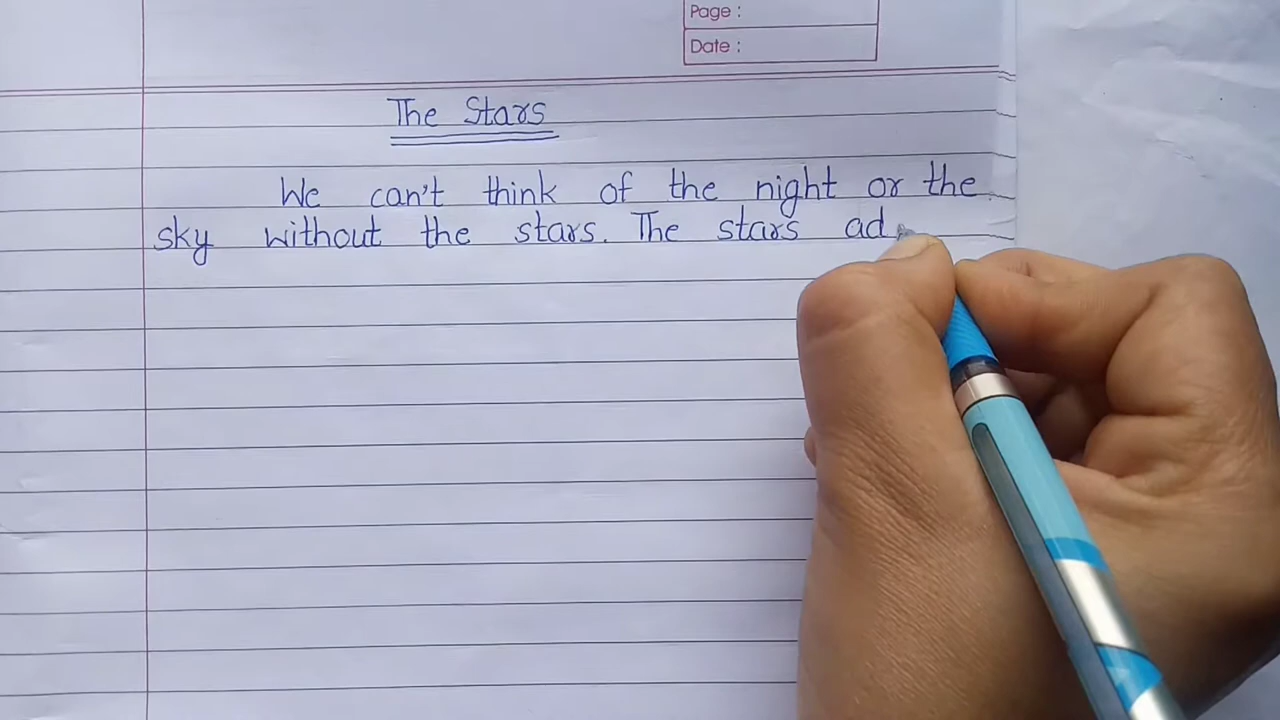 Page :
Date :
The Stars
We can't think of the night or the
sky without the stars. The stars ad